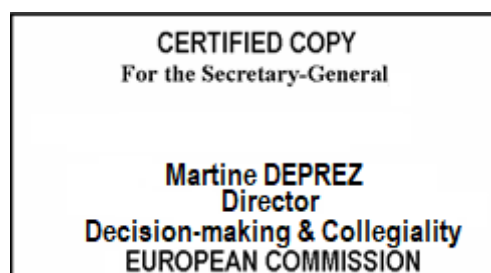 CERTIFIED COPY
For the Secretary-General
Martine DEPREZ
Director
Decision-making & Collegiality
EUROPEAN COMMISSION